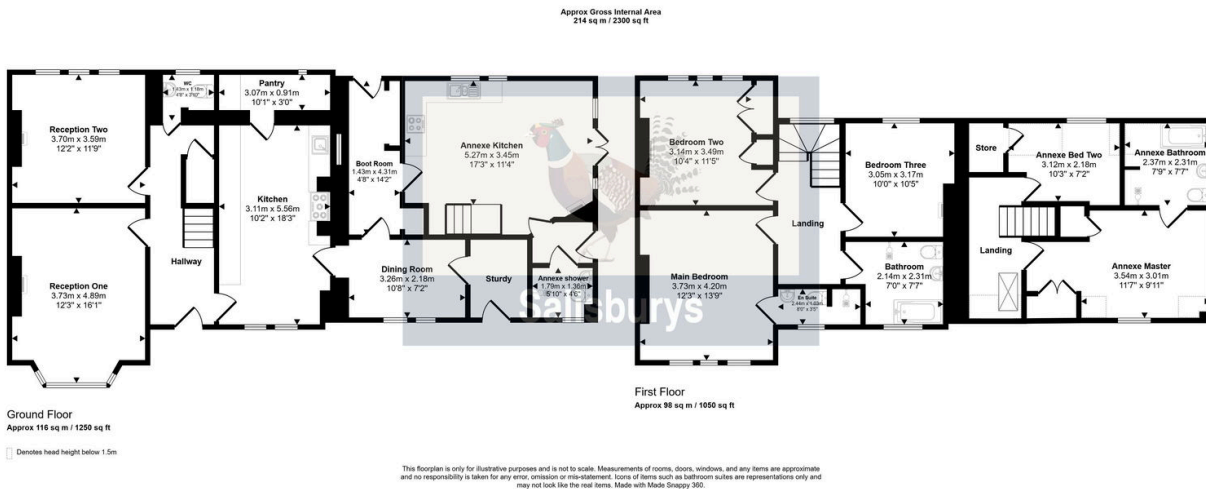 Approx Gross Internal Area
214 sq m / 2300 sq ft
Reception Two
3.70m x 3.59m
12'2" x 11'9"
WC
Pantry
3.07m x 0.91m
10'1" x 3'0"
Kitchen
3.11m x 5.56m
10'2" x 18'3"
Boot Room
1.43m x 4.31m
4'8" x 14'2"
Annexe Kitchen
5.27m x 3.45m
17'3" x 11'4"
Hallway
Reception One
3.73m x 4.89m
12'3" x 16'1"
Dining Room
3.26m x 2.18m
10'8" x 7'2"
Sturdy
Annexe shower
1.79m x 1.38m
5'10" x 4'6"
Salisburys
Bedroom Two
3.14m x 3.49m
10'4" x 11'5"
Landing
Bedroom Three
3.05m x 3.17m
10'0" x 10'5"
Main Bedroom
3.73m x 4.20m
12'3" x 13'9"
En Suite
Bathroom
2.14m x 2.31m
7'0" x 7'7"
Store
Annexe Bed Two
3.12m x 2.18m
10'3" x 7'2"
Annexe Bathroom
2.37m x 2.31m
7'9" x 7'7"
Landing
Annexe Master
3.54m x 3.01m
11'7" x 9'11"
Ground Floor
Approx 116 sq m / 1250 sq ft
First Floor
Approx 98 sq m / 1050 sq ft
Denotes head height below 1.5m
This floorplan is only for illustrative purposes and is not to scale. Measurements of rooms, doors, windows, and any items are approximate
and no responsibility is taken for any error, omission or mis-statement. Icons of items such as bathroom suites are representations only and
may not look like the real items. Made with Made Snappy 360.